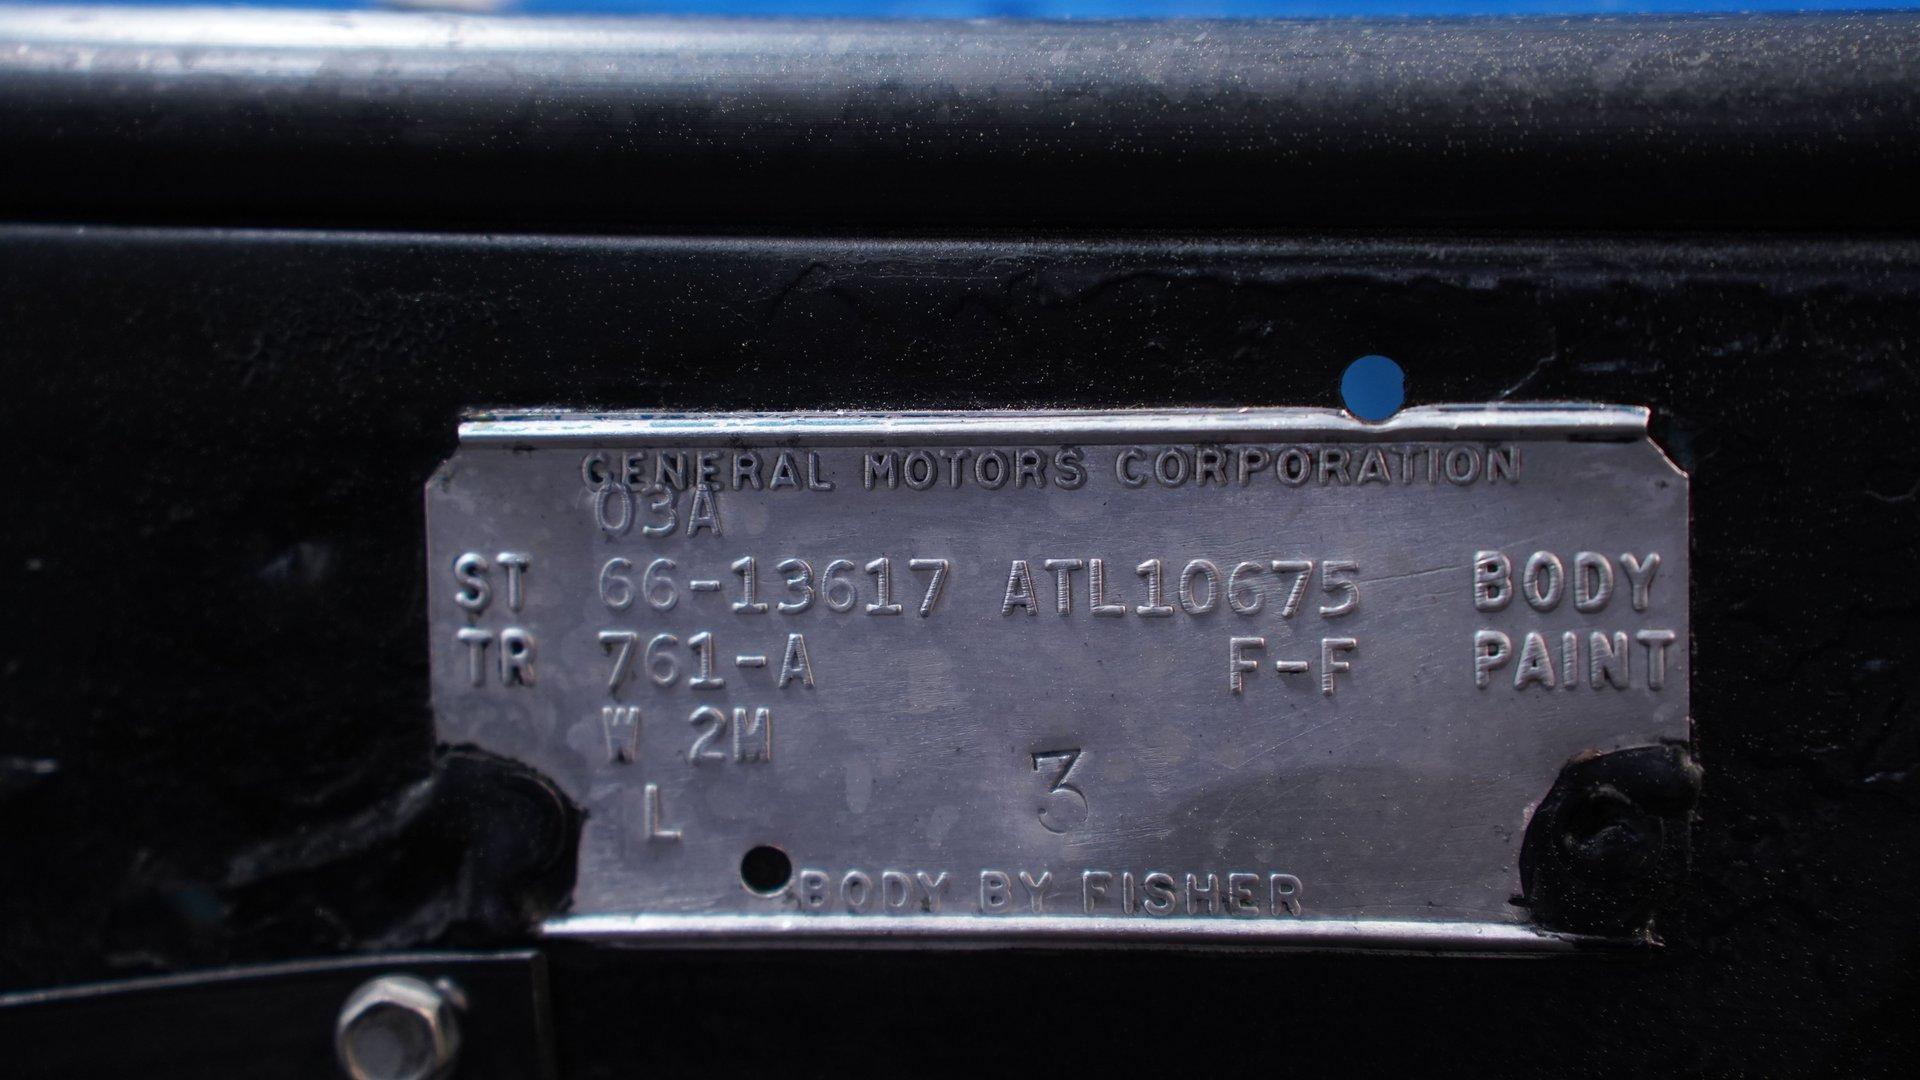 GENERAL MOTORS CORPORATION
03A
ST 66-13617 ATL10675 BODY
TR 761-A F-F PAINT
W 2M
L 3
BODY BY FISHER